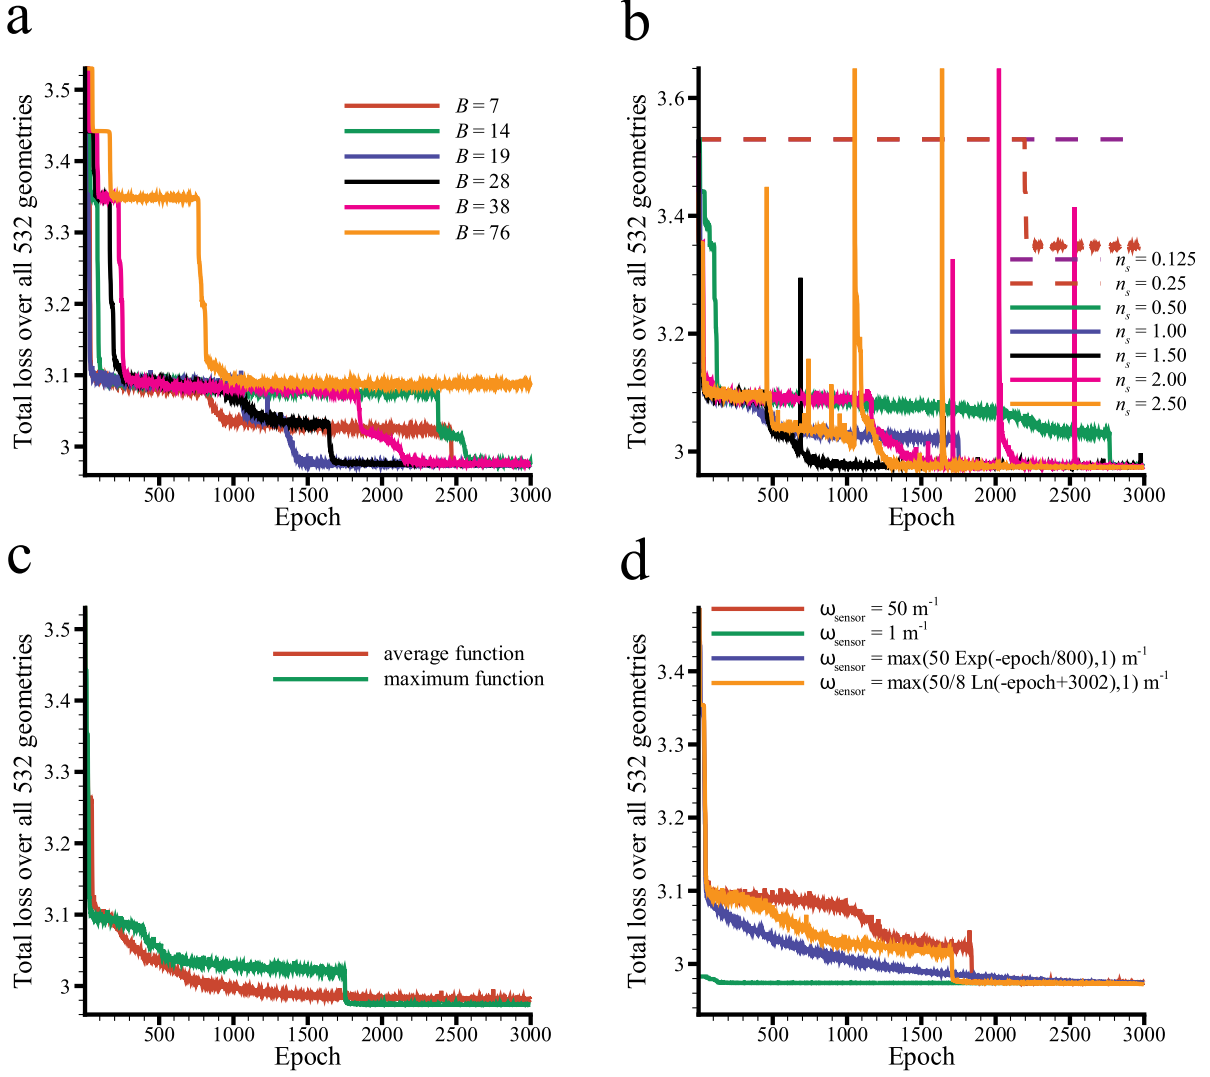 a
Total loss over all 532 geometries
3.5
3.4
3.3
3.2
3.1
3
B = 7
B = 14
B = 19
B = 28
B = 38
B = 76
500 1000 1500 2000 2500 3000
Epoch
b
Total loss over all 532 geometries
3.6
3.4
3.2
3
n_s = 0.125
n_s = 0.25
n_s = 0.50
n_s = 1.00
n_s = 1.50
n_s = 2.00
n_s = 2.50
500 1000 1500 2000 2500 3000
Epoch
c
Total loss over all 532 geometries
3.5
3.4
3.3
3.2
3.1
3
average function
maximum function
500 1000 1500 2000 2500 3000
Epoch
d
Total loss over all 532 geometries
3.4
3.3
3.2
3.1
3
ω_sensor = 50 m⁻¹
ω_sensor = 1 m⁻¹
ω_sensor = max(50 Exp(-epoch/800),1) m⁻¹
ω_sensor = max(50/8 Ln(-epoch+3002),1) m⁻¹
500 1000 1500 2000 2500 3000
Epoch